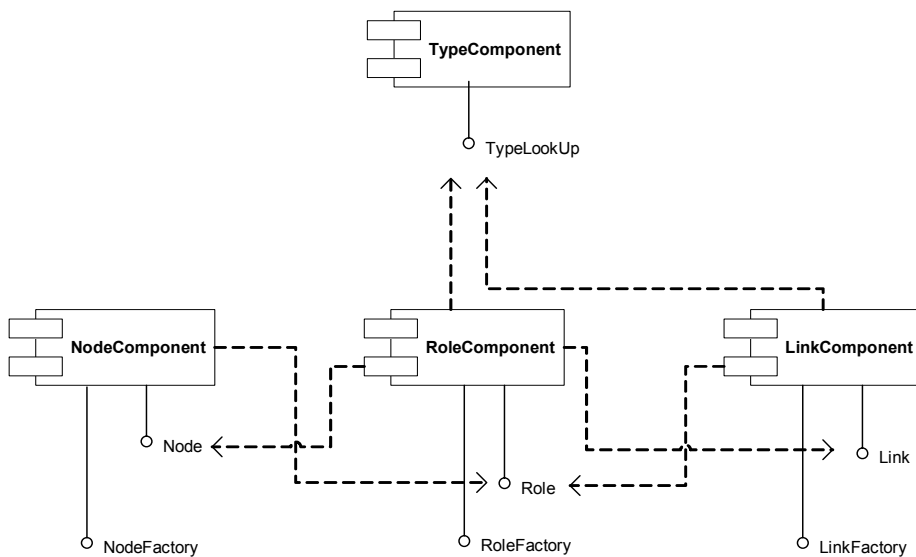 TypeComponent
TypeLookUp
NodeComponent
RoleComponent
LinkComponent
Node
Link
Role
NodeFactory
RoleFactory
LinkFactory